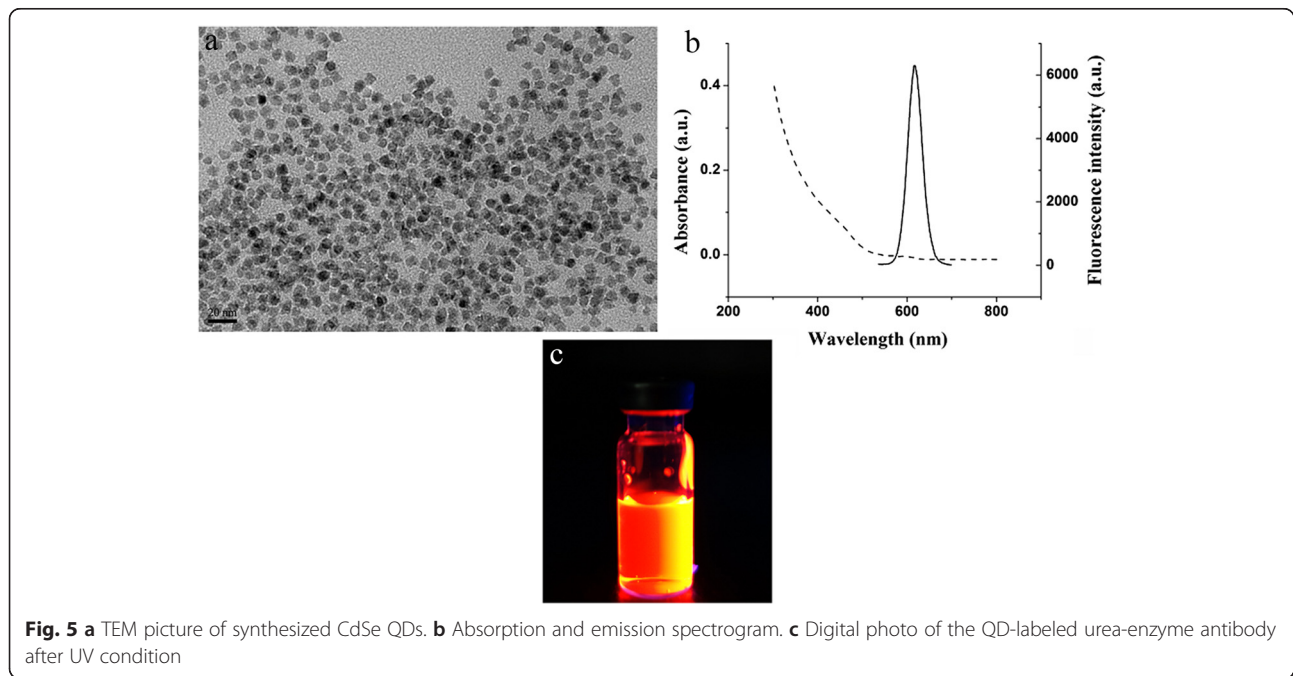 a
20 nm
b
Absorbance (a.u.)
0.4
0.2
0.0
200 400 600 800
Wavelength (nm)
6000
4000
2000
0
Fluorescence intensity (a.u.)
c
Fig. 5 a TEM picture of synthesized CdSe QDs. b Absorption and emission spectrogram. c Digital photo of the QD-labeled urea-enzyme antibody
after UV condition